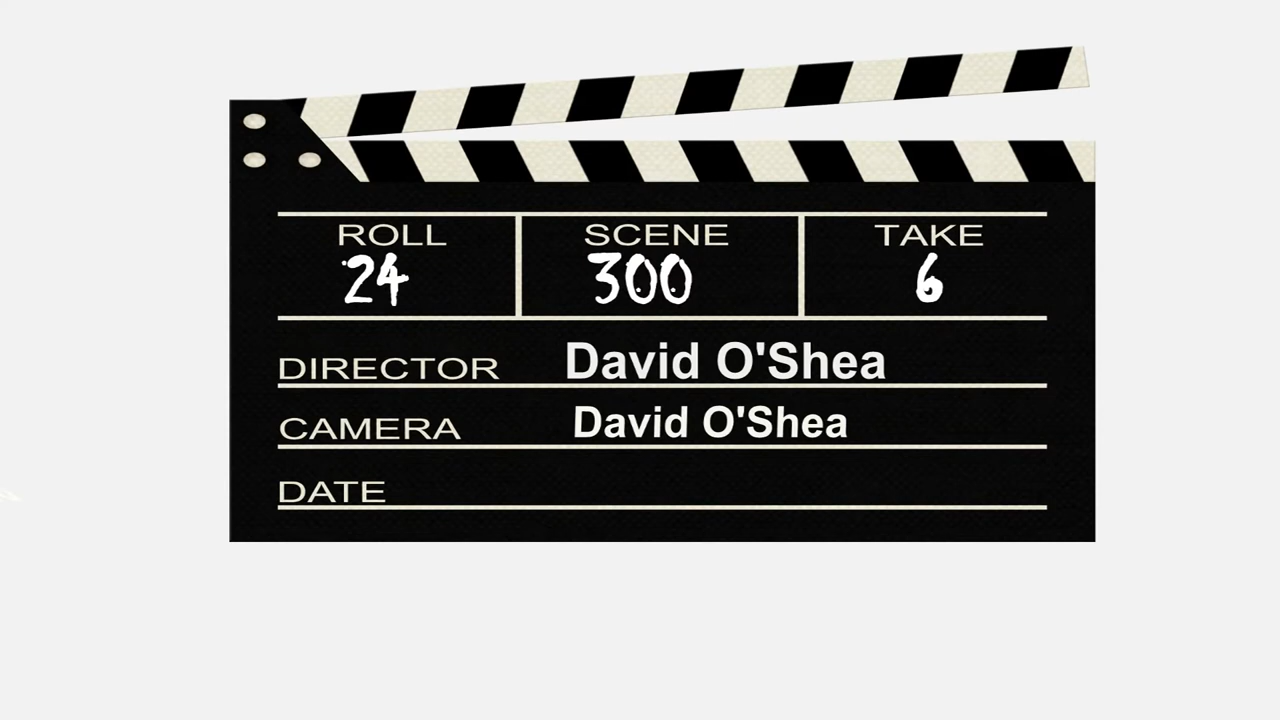 ROLL SCENE TAKE
24 300 6
DIRECTOR David O'Shea
CAMERA David O'Shea
DATE